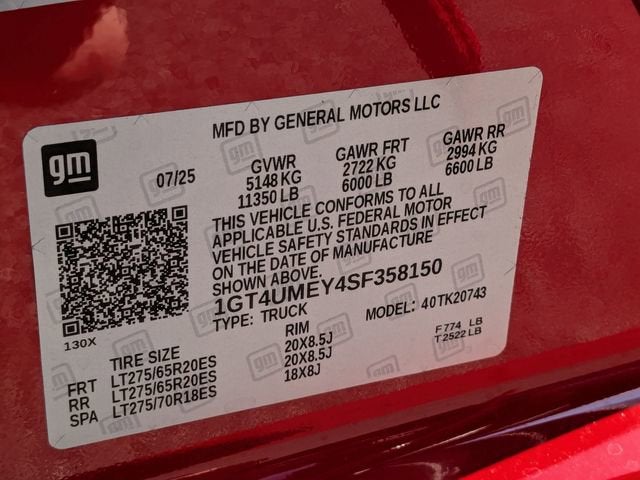 MFD BY GENERAL MOTORS LLC
gm
07/25
GVWR
5148 KG
11350 LB
GAWR FRT
2722 KG
6000 LB
GAWR RR
2994 KG
6600 LB
THIS VEHICLE CONFORMS TO ALL
APPLICABLE U.S. FEDERAL MOTOR
VEHICLE SAFETY STANDARDS IN EFFECT
ON THE DATE OF MANUFACTURE
SHOWN ABOVE.
1GT4UMEY4SF358150
TYPE: TRUCK
MODEL: 40TK20743
130X
F 774 LB
T 2522 LB
TIRE SIZE RIM
FRT LT275/65R20ES 20X8.5J
RR LT275/65R20ES 20X8.5J
SPA LT275/70R18ES 18X8J